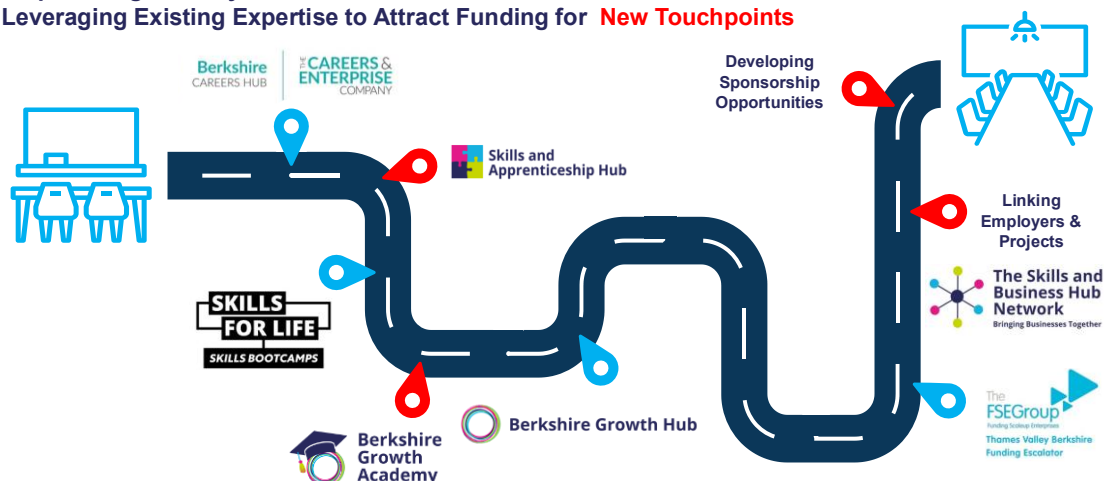 Leveraging Existing Expertise to Attract Funding for New Touchpoints
Berkshire
CAREERS HUB
THE CAREERS &
ENTERPRISE
COMPANY
Developing
Sponsorship
Opportunities
Skills and
Apprenticeship Hub
Linking
Employers &
Projects
The Skills and
Business Hub
Network
Bringing Businesses Together
SKILLS
FOR LIFE
SKILLS BOOTCAMPS
The
FSEGroup
Funding Scaleup Enterprises
Thames Valley Berkshire
Funding Escalator
Berkshire Growth Hub
Berkshire
Growth
Academy